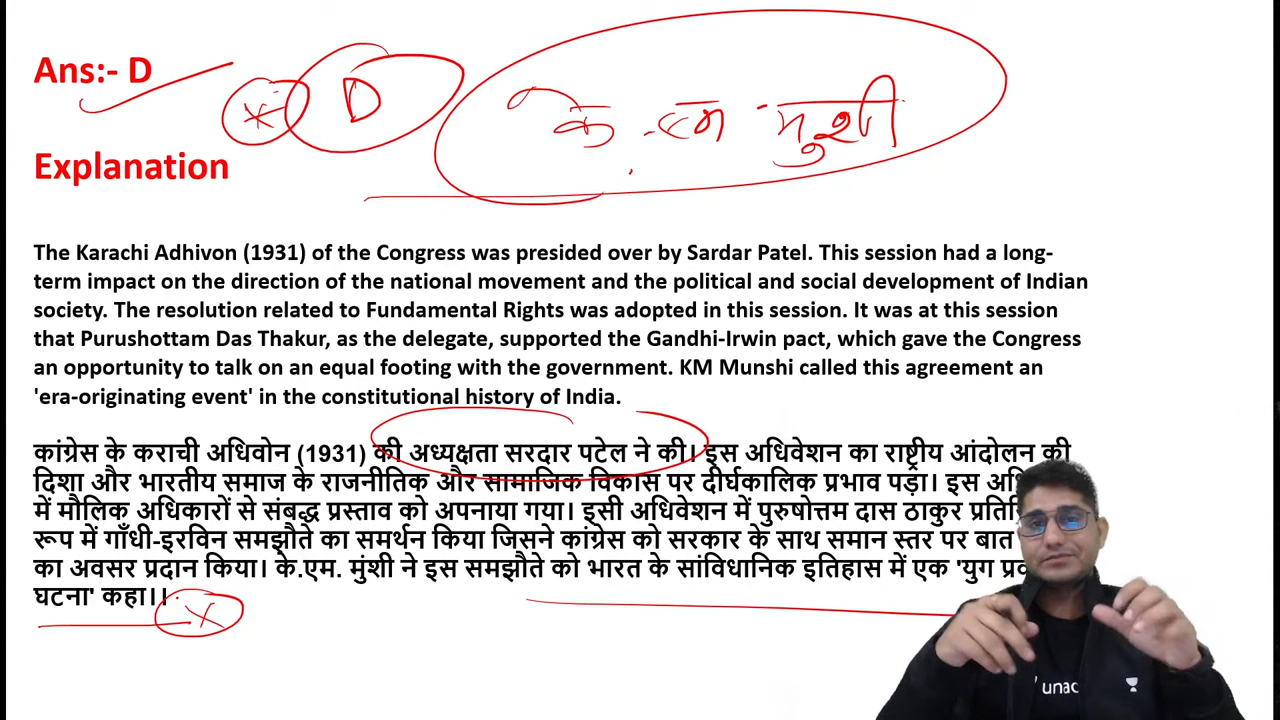 Ans:- D
D
के. एम मुंशी
Explanation
The Karachi Adhivon (1931) of the Congress was presided over by Sardar Patel. This session had a long-
term impact on the direction of the national movement and the political and social development of Indian
society. The resolution related to Fundamental Rights was adopted in this session. It was at this session
that Purushottam Das Thakur, as the delegate, supported the Gandhi-Irwin pact, which gave the Congress
an opportunity to talk on an equal footing with the government. KM Munshi called this agreement an
'era-originating event' in the constitutional history of India.
कांग्रेस के कराची अधिवोन (1931) की अध्यक्षता सरदार पटेल ने की। इस अधिवेशन का राष्ट्रीय आंदोलन की
दिशा और भारतीय समाज के राजनीतिक और सामाजिक विकास पर दीर्घकालिक प्रभाव पड़ा। इस
में मौलिक अधिकारों से संबद्ध प्रस्ताव को अपनाया गया। इसी अधिवेशन में पुरुषोत्तम दास ठाकुर
रूप में गाँधी-इरविन समझौते का समर्थन किया जिसने कांग्रेस को सरकार के साथ समान स्तर पर बात
का अवसर प्रदान किया। के.एम. मुंशी ने इस समझौते को भारत के सांविधानिक इतिहास में एक 'युग
घटना' कहा।।
unac